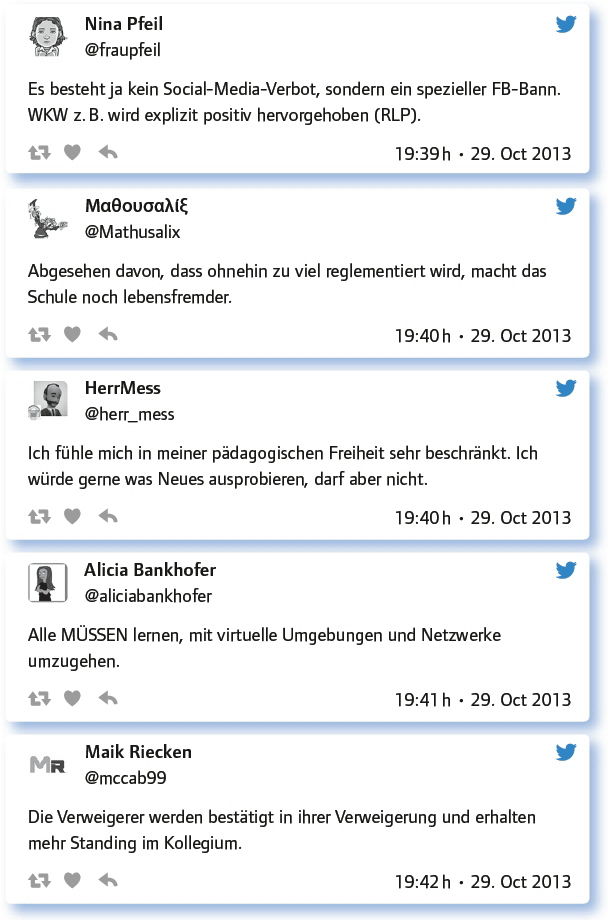 Nina Pfeil
@fraupfeil
Es besteht ja kein Social-Media-Verbot, sondern ein spezieller FB-Bann.
WKW z. B. wird explizit positiv hervorgehoben (RLP).
19:39 h • 29. Oct 2013
Μαθουσαλίξ
@Mathusalix
Abgesehen davon, dass ohnehin zu viel reglementiert wird, macht das
Schule noch lebensfremder.
19:40 h • 29. Oct 2013
HerrMess
@herr_mess
Ich fühle mich in meiner pädagogischen Freiheit sehr beschränkt. Ich
würde gerne was Neues ausprobieren, darf aber nicht.
19:40 h • 29. Oct 2013
Alicia Bankhofer
@aliciabankhofer
Alle MÜSSEN lernen, mit virtuelle Umgebungen und Netzwerke
umzugehen.
19:41 h • 29. Oct 2013
MR
Maik Riecken
@mccab99
Die Verweigerer werden bestätigt in ihrer Verweigerung und erhalten
mehr Standing im Kollegium.
19:42 h • 29. Oct 2013